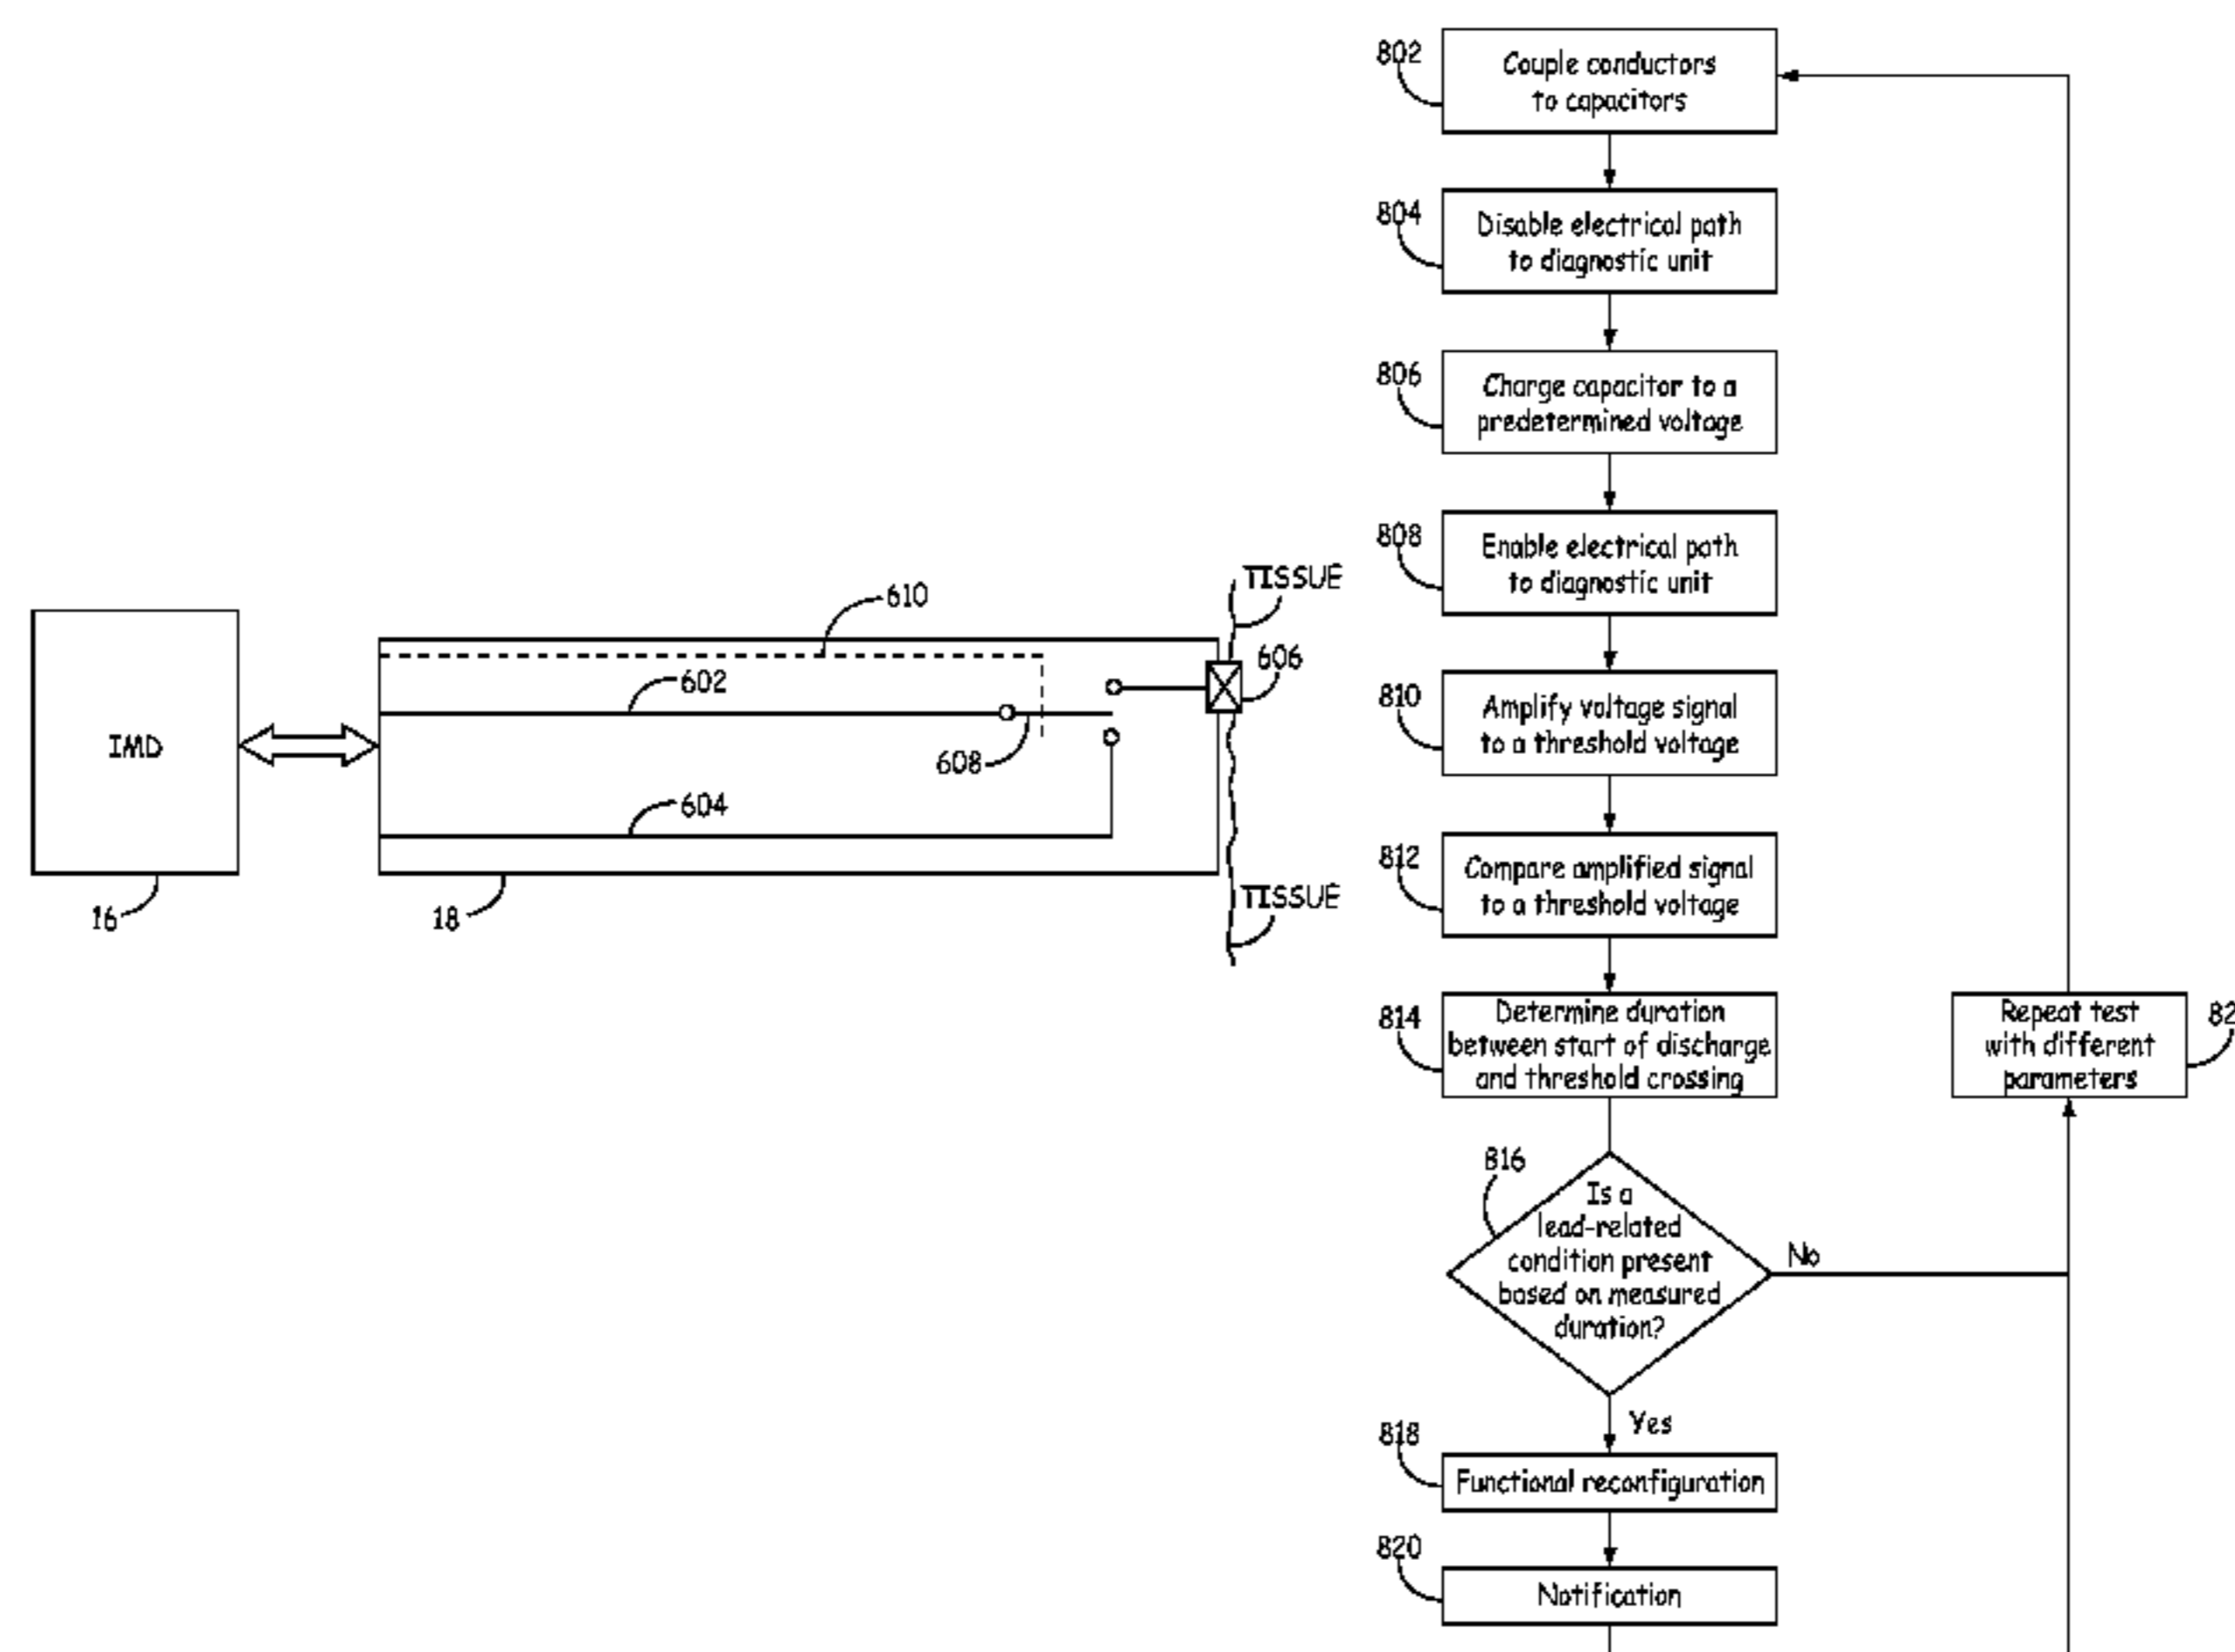 IMD
16
18
610
602
608
604
606
TISSUE
TISSUE
802
Couple conductors
to capacitors
804
Disable electrical path
to diagnostic unit
806
Charge capacitor to a
predetermined voltage
808
Enable electrical path
to diagnostic unit
810
Amplify voltage signal
to a threshold voltage
812
Compare amplified signal
to a threshold voltage
814
Determine duration
between start of discharge
and threshold crossing
Repeat test
with different
parameters
816
Is a
lead-related
condition present
based on measured
duration?
No
Yes
818
Functional reconfiguration
820
Notification